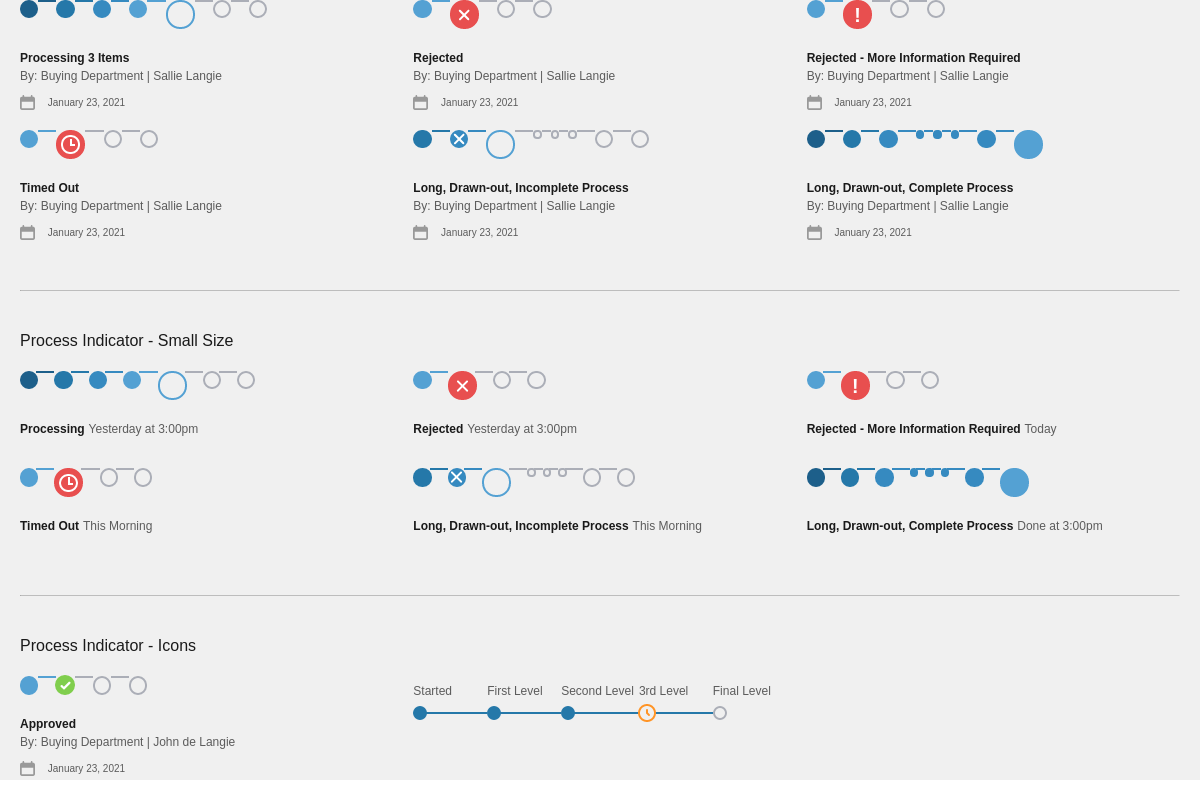 Processing 3 Items
By: Buying Department | Sallie Langie
January 23, 2021
Rejected
By: Buying Department | Sallie Langie
January 23, 2021
Rejected - More Information Required
By: Buying Department | Sallie Langie
January 23, 2021
Timed Out
By: Buying Department | Sallie Langie
January 23, 2021
Long, Drawn-out, Incomplete Process
By: Buying Department | Sallie Langie
January 23, 2021
Long, Drawn-out, Complete Process
By: Buying Department | Sallie Langie
January 23, 2021
Process Indicator - Small Size
Processing Yesterday at 3:00pm
Rejected Yesterday at 3:00pm
Rejected - More Information Required Today
Timed Out This Morning
Long, Drawn-out, Incomplete Process This Morning
Long, Drawn-out, Complete Process Done at 3:00pm
Process Indicator - Icons
Approved
By: Buying Department | John de Langie
January 23, 2021
Started First Level Second Level 3rd Level Final Level